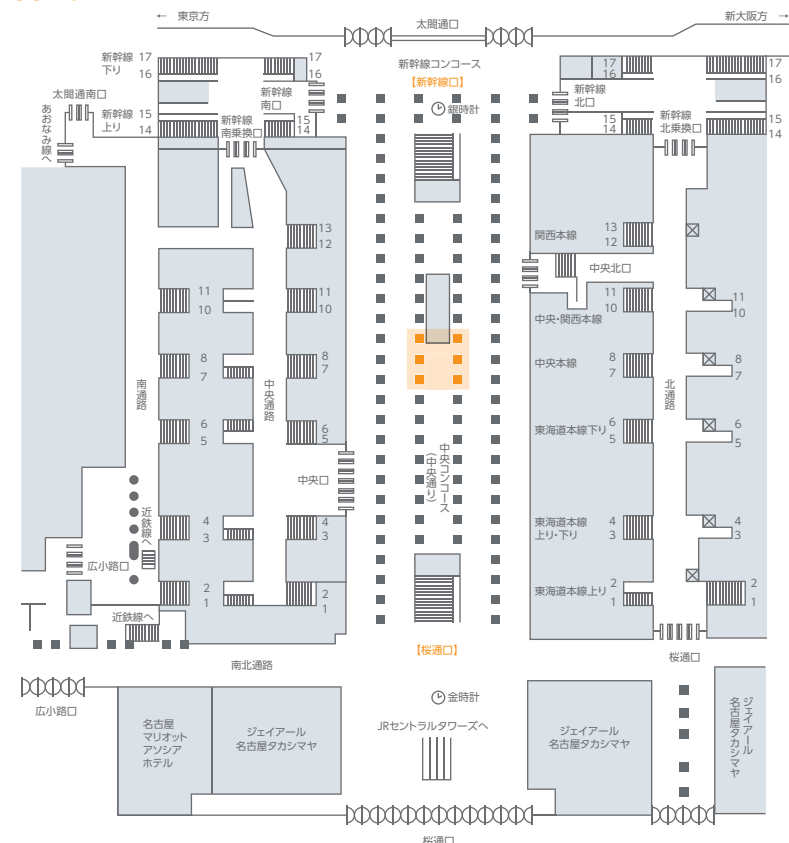 ← 東京方
太閤通口
新大阪方 →
新幹線
下り
17
16
17
16
新幹線コンコース
【新幹線口】
17
16
17
16
太閤通南口
新幹線
南口
銀時計
新幹線
北口
あおなみ線へ
新幹線
上り
15
14
新幹線
南乗換口
15
14
15
14
新幹線
北乗換口
15
14
13
12
関西本線
13
12
中央北口
11
10
11
10
11
10
中央・関西本線
11
10
南通路
中央通路
北通路
8
7
8
7
中央本線
8
7
8
7
6
5
6
5
東海道本線下り
6
5
6
5
中央コンコース
(中央通り)
中央口
近鉄線へ
4
3
4
3
東海道本線
上り・下り
4
3
4
3
広小路口
2
1
2
1
東海道本線上り
2
1
2
1
近鉄線へ
【桜通口】
桜通口
南北通路
金時計
広小路口
名古屋
マリオット
アソシア
ホテル
ジェイアール
名古屋タカシマヤ
JRセントラルタワーズへ
ジェイアール
名古屋タカシマヤ
ジェイアール
名古屋タカシマヤ
桜通口